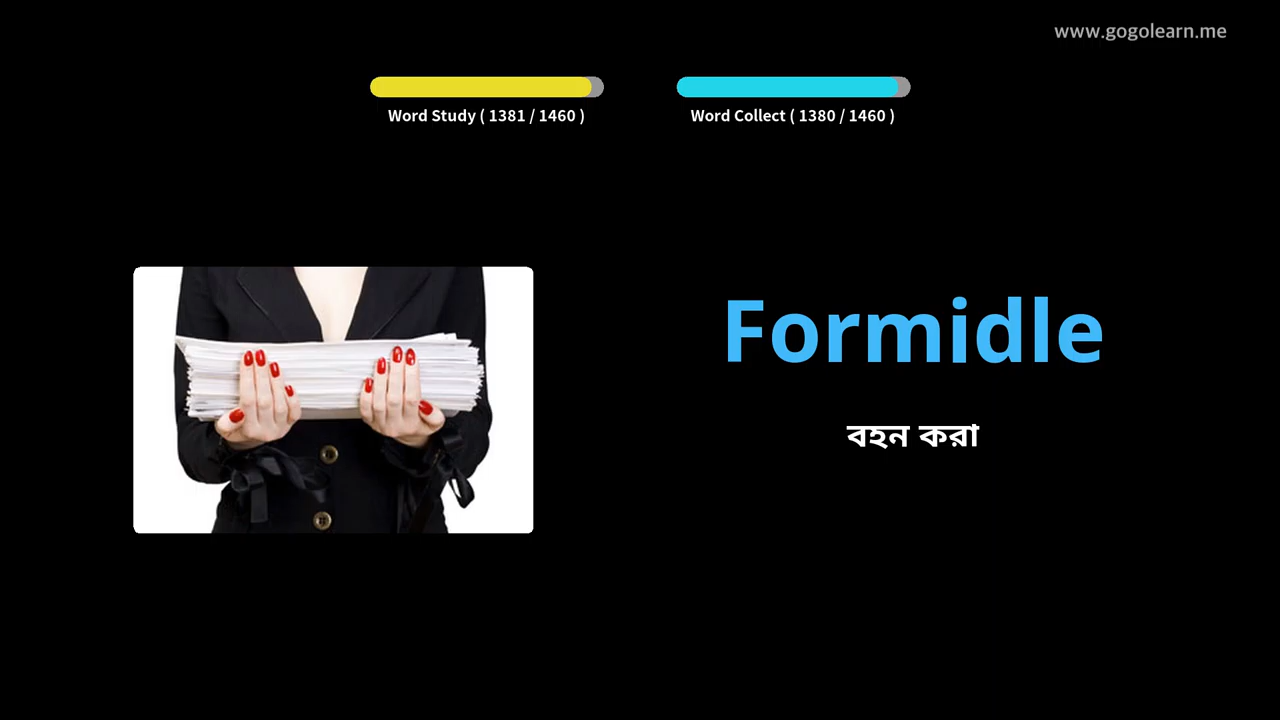 www.gogolearn.me
Word Study ( 1381 / 1460 )
Word Collect ( 1380 / 1460 )
Formidle
বহন করা